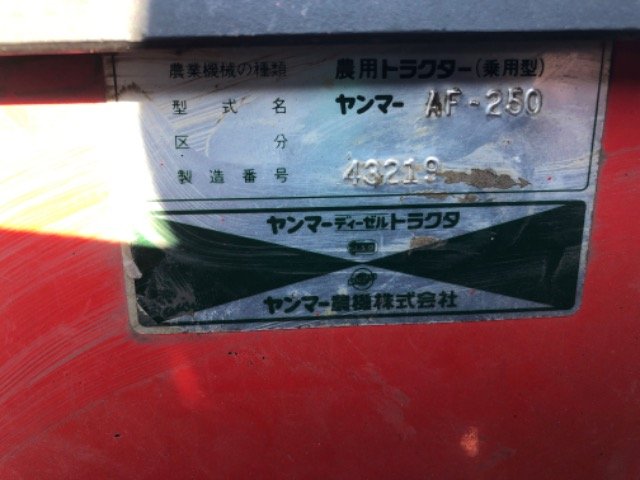 農業機械の種類 農用トラクター(乗用型)
型式名 ヤンマー AF-250
区分
製造番号 43219
ヤンマーディーゼルトラクタ
ヤンマー農機株式会社